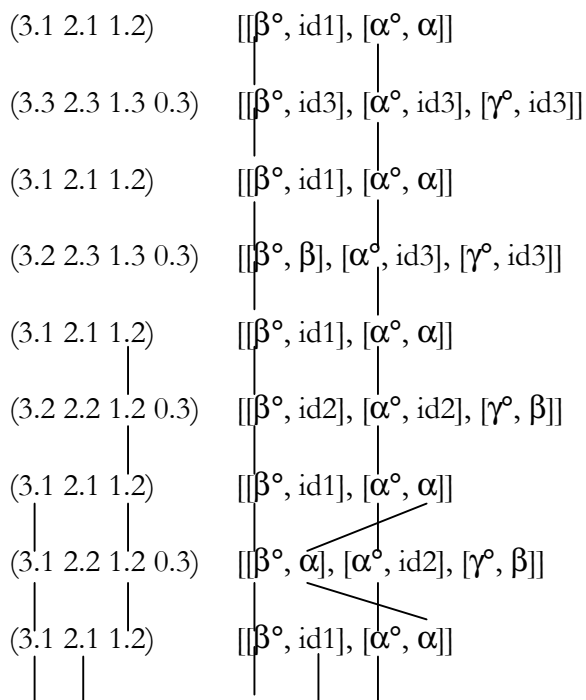 (3.1 2.1 1.2) [[β°, id1], [α°, α]]
(3.3 2.3 1.3 0.3) [[β°, id3], [α°, id3], [γ°, id3]]
(3.1 2.1 1.2) [[β°, id1], [α°, α]]
(3.2 2.3 1.3 0.3) [[β°, β], [α°, id3], [γ°, id3]]
(3.1 2.1 1.2) [[β°, id1], [α°, α]]
(3.2 2.2 1.2 0.3) [[β°, id2], [α°, id2], [γ°, β]]
(3.1 2.1 1.2) [[β°, id1], [α°, α]]
(3.1 2.2 1.2 0.3) [[β°, α], [α°, id2], [γ°, β]]
(3.1 2.1 1.2) [[β°, id1], [α°, α]]